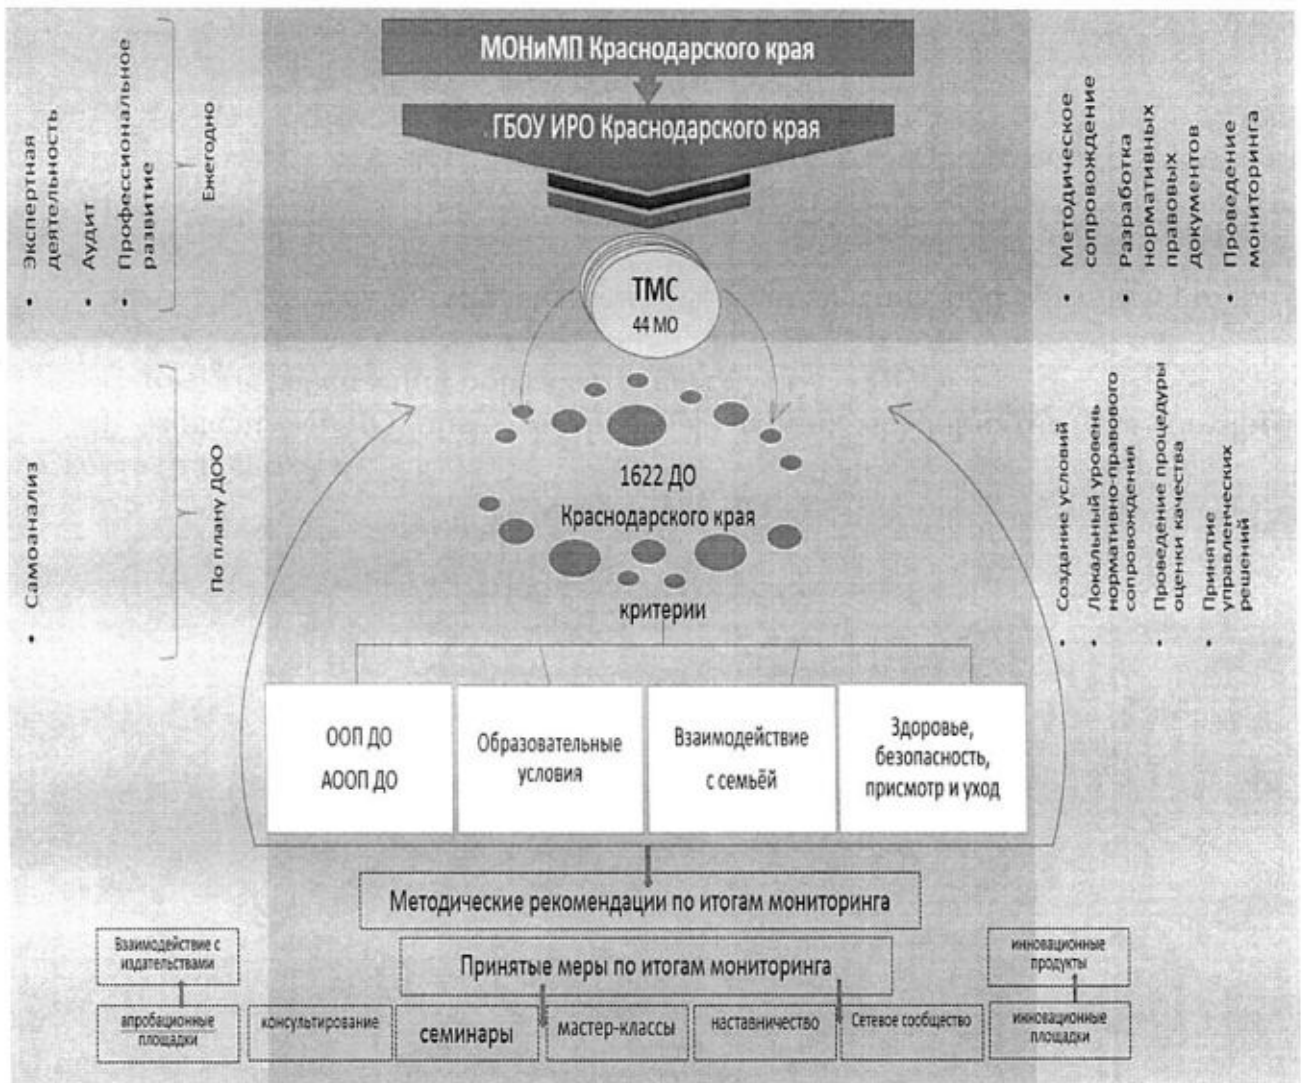 МОНиМП Краснодарского края
ГБОУ ИРО Краснодарского края
• Экспертная
деятельность
• Аудит
• Профессиональное
развитие
Ежегодно
• Методическое
сопровождение
• Разработка
нормативных
правовых
документов
• Проведение
мониторинга
ТМС
44 МО
• Самоанализ
По плану ДОО
1622 ДО
Краснодарского края
критерии
• Создание условий
• Локальный уровень
нормативно-правового
сопровождения
• Проведение процедуры
оценки качества
• Принятие
управленческих
решений
ООП ДО
АООП ДО
Образовательные
условия
Взаимодействие
с семьёй
Здоровье,
безопасность,
присмотр и уход
Методические рекомендации по итогам мониторинга
Взаимодействие с
издательствами
Принятые меры по итогам мониторинга
инновационные
продукты
апробационные
площадки
консультирование
семинары
мастер-классы
наставничество
Сетевое сообщество
инновационные
площадки